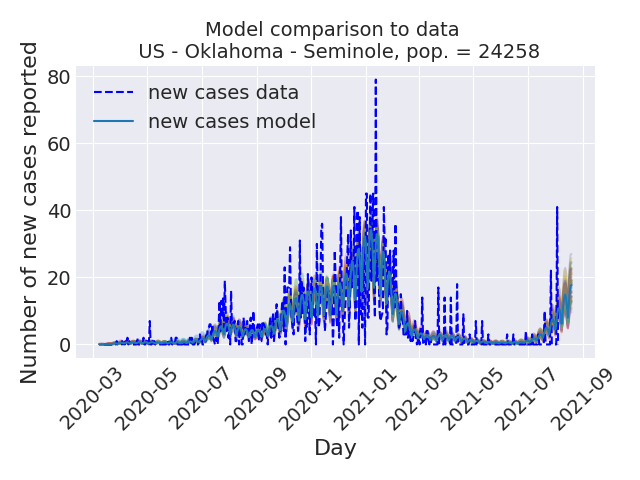 Model comparison to data
US - Oklahoma - Seminole, pop. = 24258
Number of new cases reported
80
60
40
20
0
new cases data
new cases model
2020-03
2020-05
2020-07
2020-09
2020-11
2021-01
2021-03
2021-05
2021-07
2021-09
Day